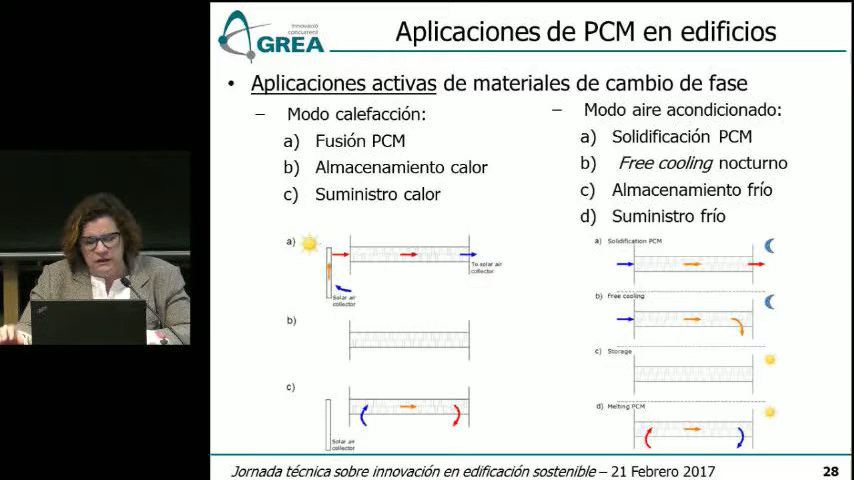 Innovació
concurrent
GREA
Aplicaciones de PCM en edificios
• Aplicaciones activas de materiales de cambio de fase
– Modo calefacción:
a) Fusión PCM
b) Almacenamiento calor
c) Suministro calor
– Modo aire acondicionado:
a) Solidificación PCM
b) Free cooling nocturno
c) Almacenamiento frío
d) Suministro frío
a)
To solar air
collector
Solar air
collector
b)
c)
Solar air
collector
a) Solidification PCM
b) Free cooling
c) Storage
d) Melting PCM
Jornada técnica sobre innovación en edificación sostenible – 21 Febrero 2017
28